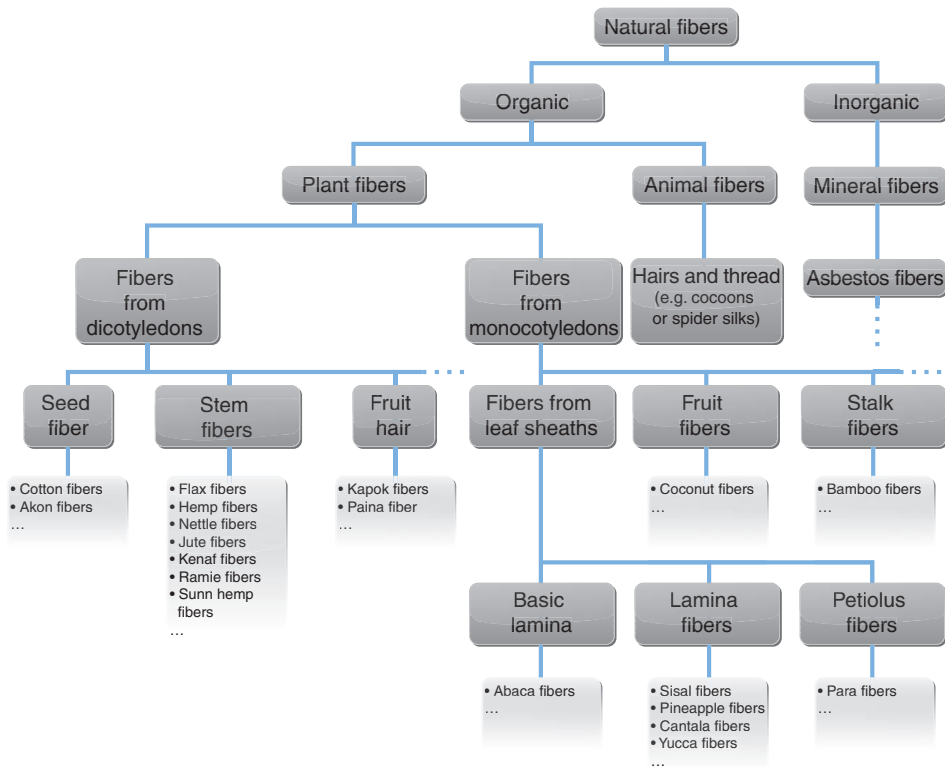 Natural fibers
Organic
Inorganic
Plant fibers
Animal fibers
Mineral fibers
Fibers
from
dicotyledons
Fibers
from
monocotyledons
Hairs and thread
(e.g. cocoons
or spider silks)
Asbestos fibers
Seed
fiber
Stem
fibers
Fruit
hair
Fibers from
leaf sheaths
Fruit
fibers
Stalk
fibers
• Cotton fibers
• Akon fibers
…
• Flax fibers
• Hemp fibers
• Nettle fibers
• Jute fibers
• Kenaf fibers
• Ramie fibers
• Sunn hemp
fibers
…
• Kapok fibers
• Paina fiber
…
• Coconut fibers
…
• Bamboo fibers
…
Basic
lamina
Lamina
fibers
Petiolus
fibers
• Abaca fibers
…
• Sisal fibers
• Pineapple fibers
• Cantala fibers
• Yucca fibers
…
• Para fibers
…